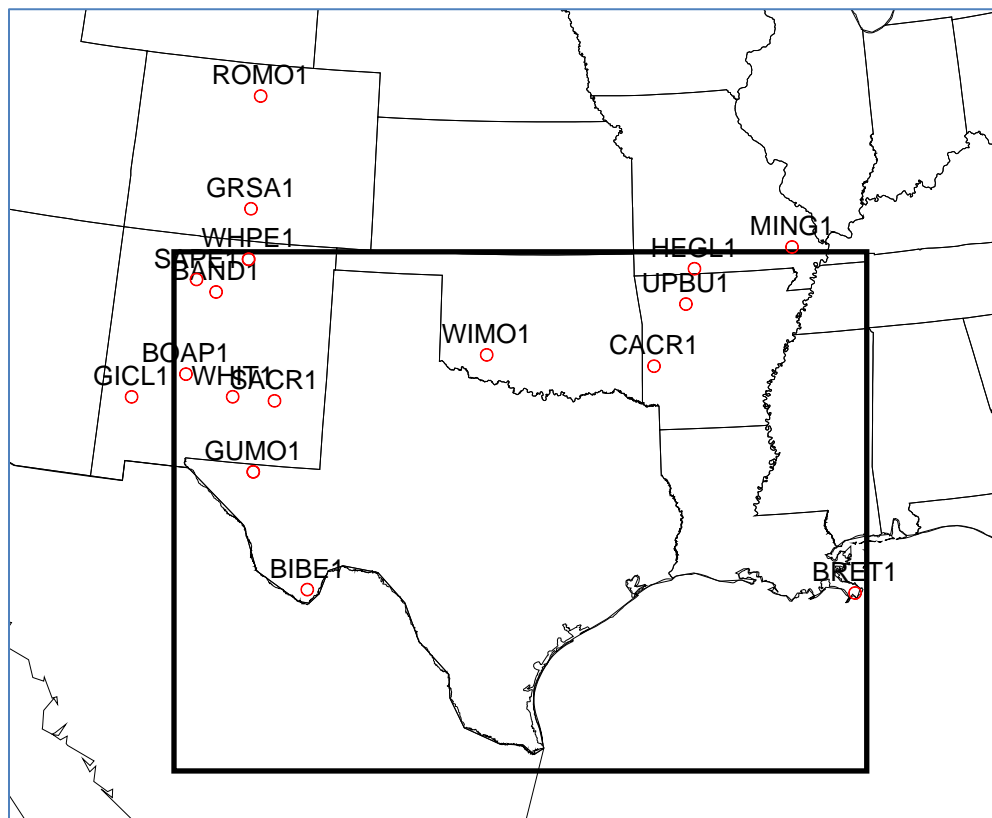 ROMO1
GRSA1
MING1
WHPE1
HEGL1
SAPE1
BAND1
UPBU1
WIMO1
CACR1
BOAP1
GICL1
WHIT1
SACR1
GUMO1
BIBE1
BRET1